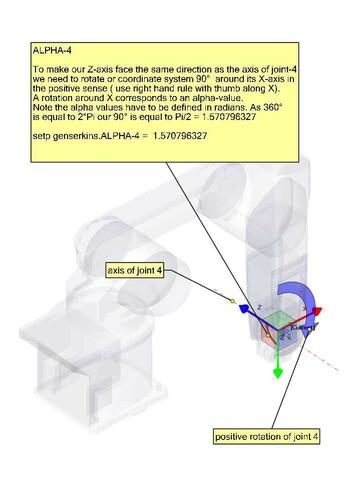 ALPHA-4
To make our Z-axis face the same direction as the axis of joint-4
we need to rotate or coordinate system 90° around its X-axis in
the positive sense ( use right hand rule with thumb along X).
A rotation around X corresponds to an alpha-value.
Note the alpha values have to be defined in radians. As 360°
is equal to 2*Pi our 90° is equal to Pi/2 = 1.570796327
setp genserkins.ALPHA-4 = 1.570796327
axis of joint 4
Z
X
positive rotation of joint 4